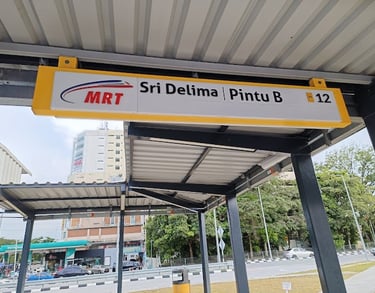 MRT Sri Delima | Pintu B 12